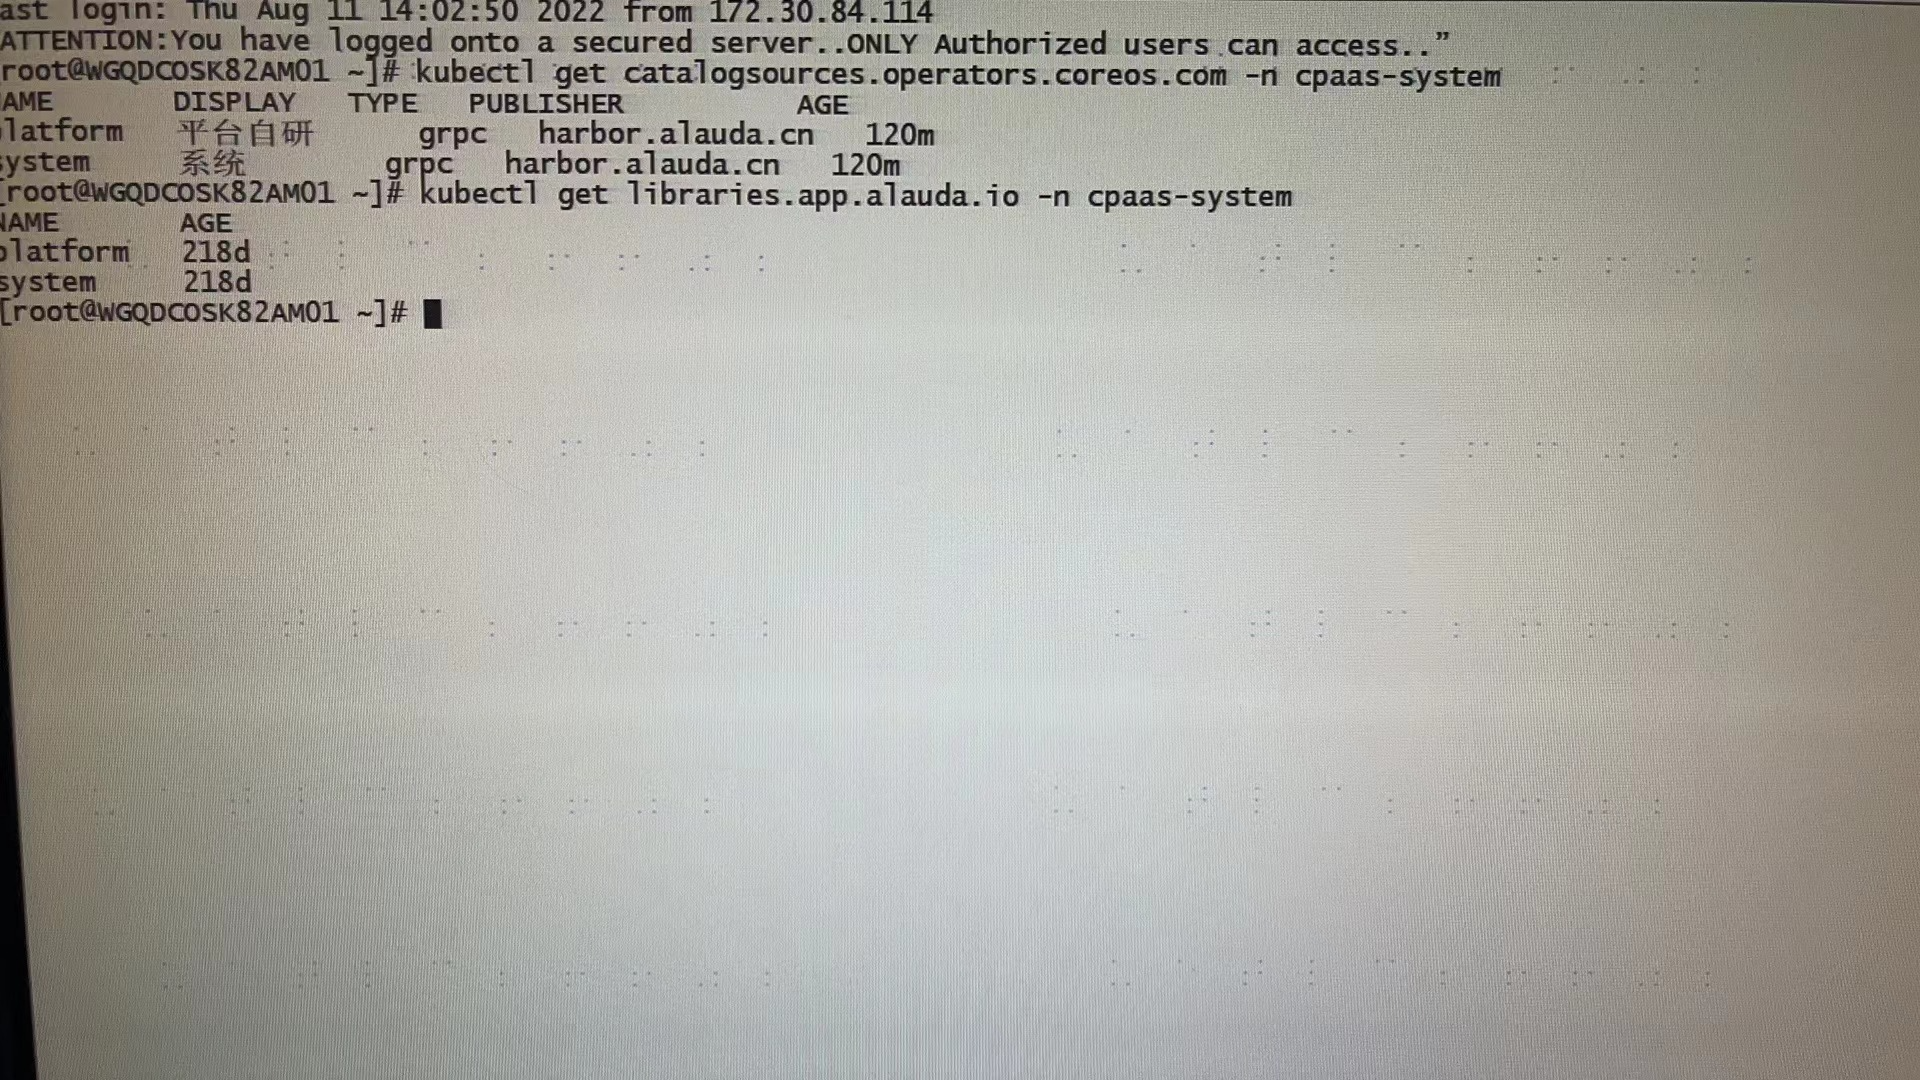 ast login: Thu Aug 11 14:02:50 2022 from 172.30.84.114
ATTENTION:You have logged onto a secured server..ONLY Authorized users can access.."
root@WGQDCOSK82AM01 ~]# kubectl get catalogsources.operators.coreos.com -n cpaas-system
AME DISPLAY TYPE PUBLISHER AGE
latform 平台自研 grpc harbor.alauda.cn 120m
ystem 系统 grpc harbor.alauda.cn 120m
[root@WGQDCOSK82AM01 ~]# kubectl get libraries.app.alauda.io -n cpaas-system
NAME AGE
platform 218d
system 218d
[root@WGQDCOSK82AM01 ~]#